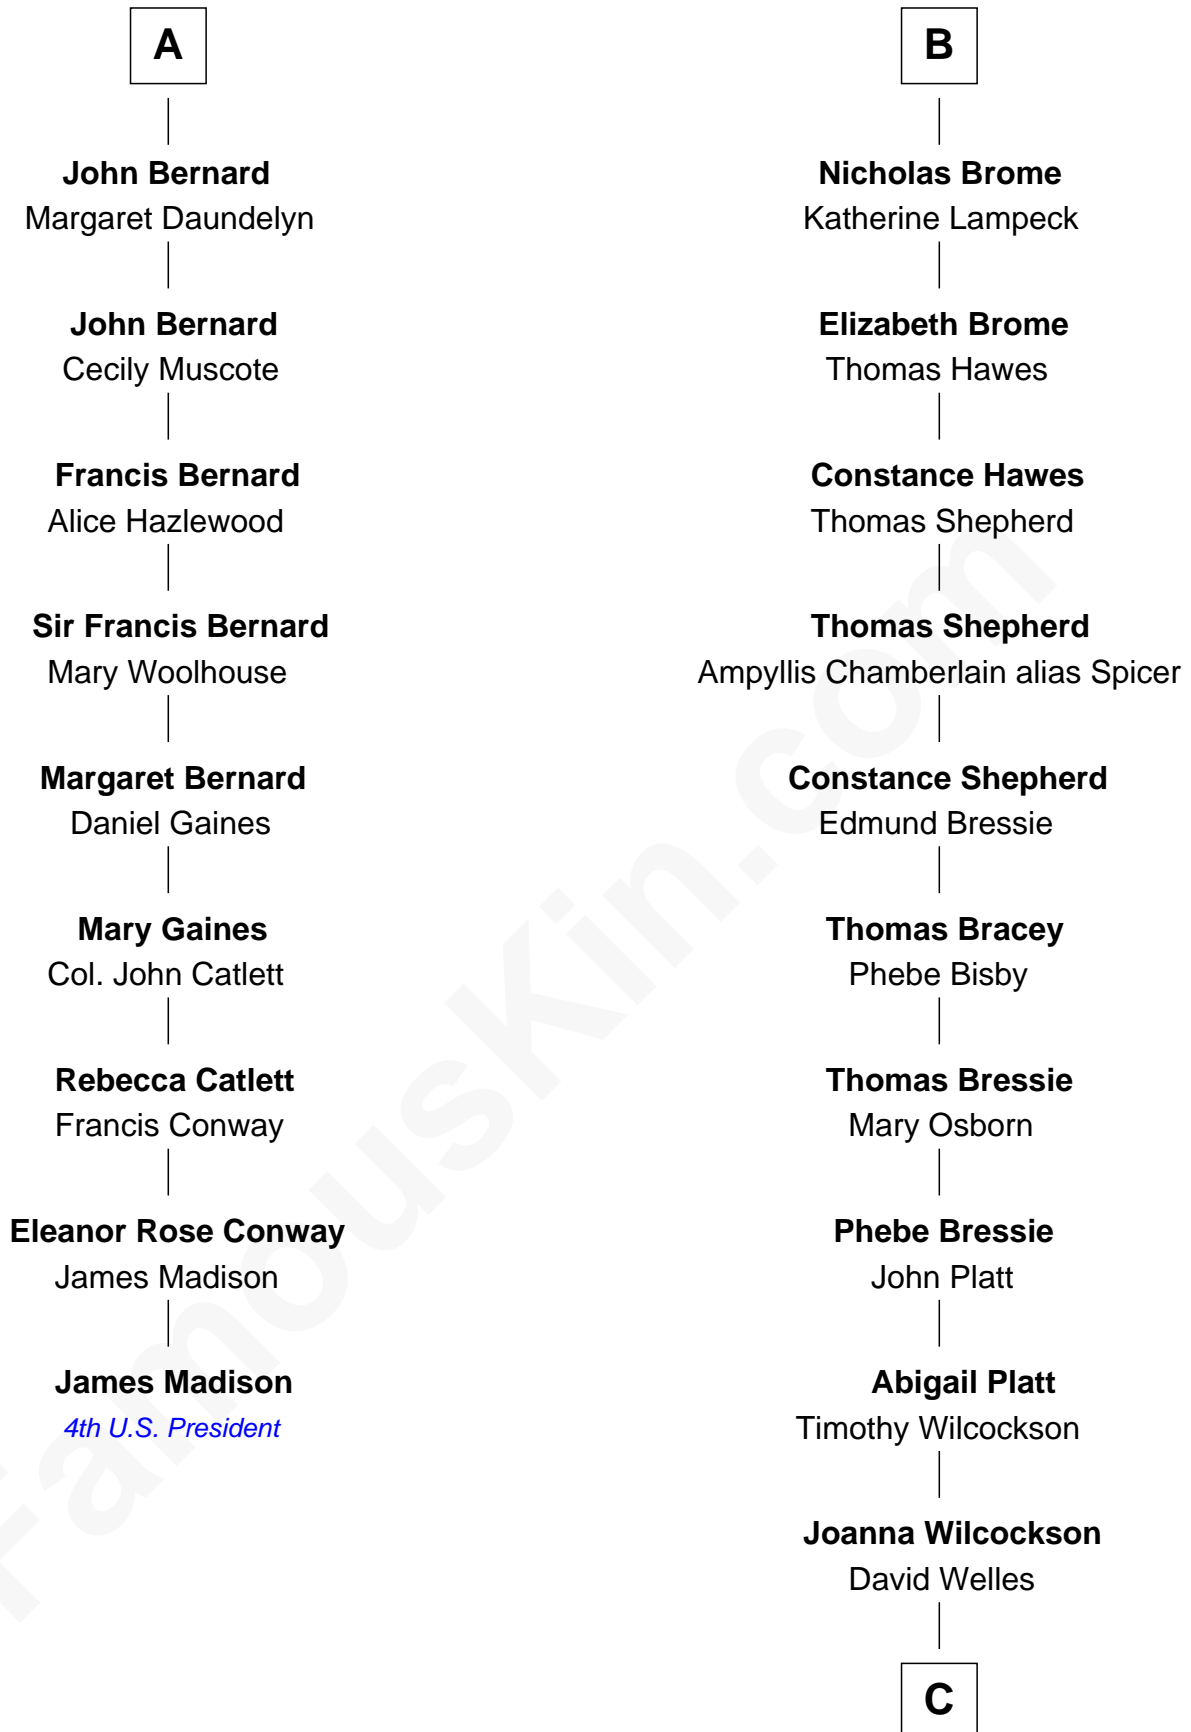 A
John Bernard
Margaret Daundelyn
John Bernard
Cecily Muscote
Francis Bernard
Alice Hazlewood
Sir Francis Bernard
Mary Woolhouse
Margaret Bernard
Daniel Gaines
Mary Gaines
Col. John Catlett
Rebecca Catlett
Francis Conway
Eleanor Rose Conway
James Madison
James Madison
4th U.S. President
B
Nicholas Brome
Katherine Lampeck
Elizabeth Brome
Thomas Hawes
Constance Hawes
Thomas Shepherd
Thomas Shepherd
Ampyllis Chamberlain alias Spicer
Constance Shepherd
Edmund Bressie
Thomas Bracey
Phebe Bisby
Thomas Bressie
Mary Osborn
Phebe Bressie
John Platt
Abigail Platt
Timothy Wilcockson
Joanna Wilcockson
David Welles
C
FamousKin.com